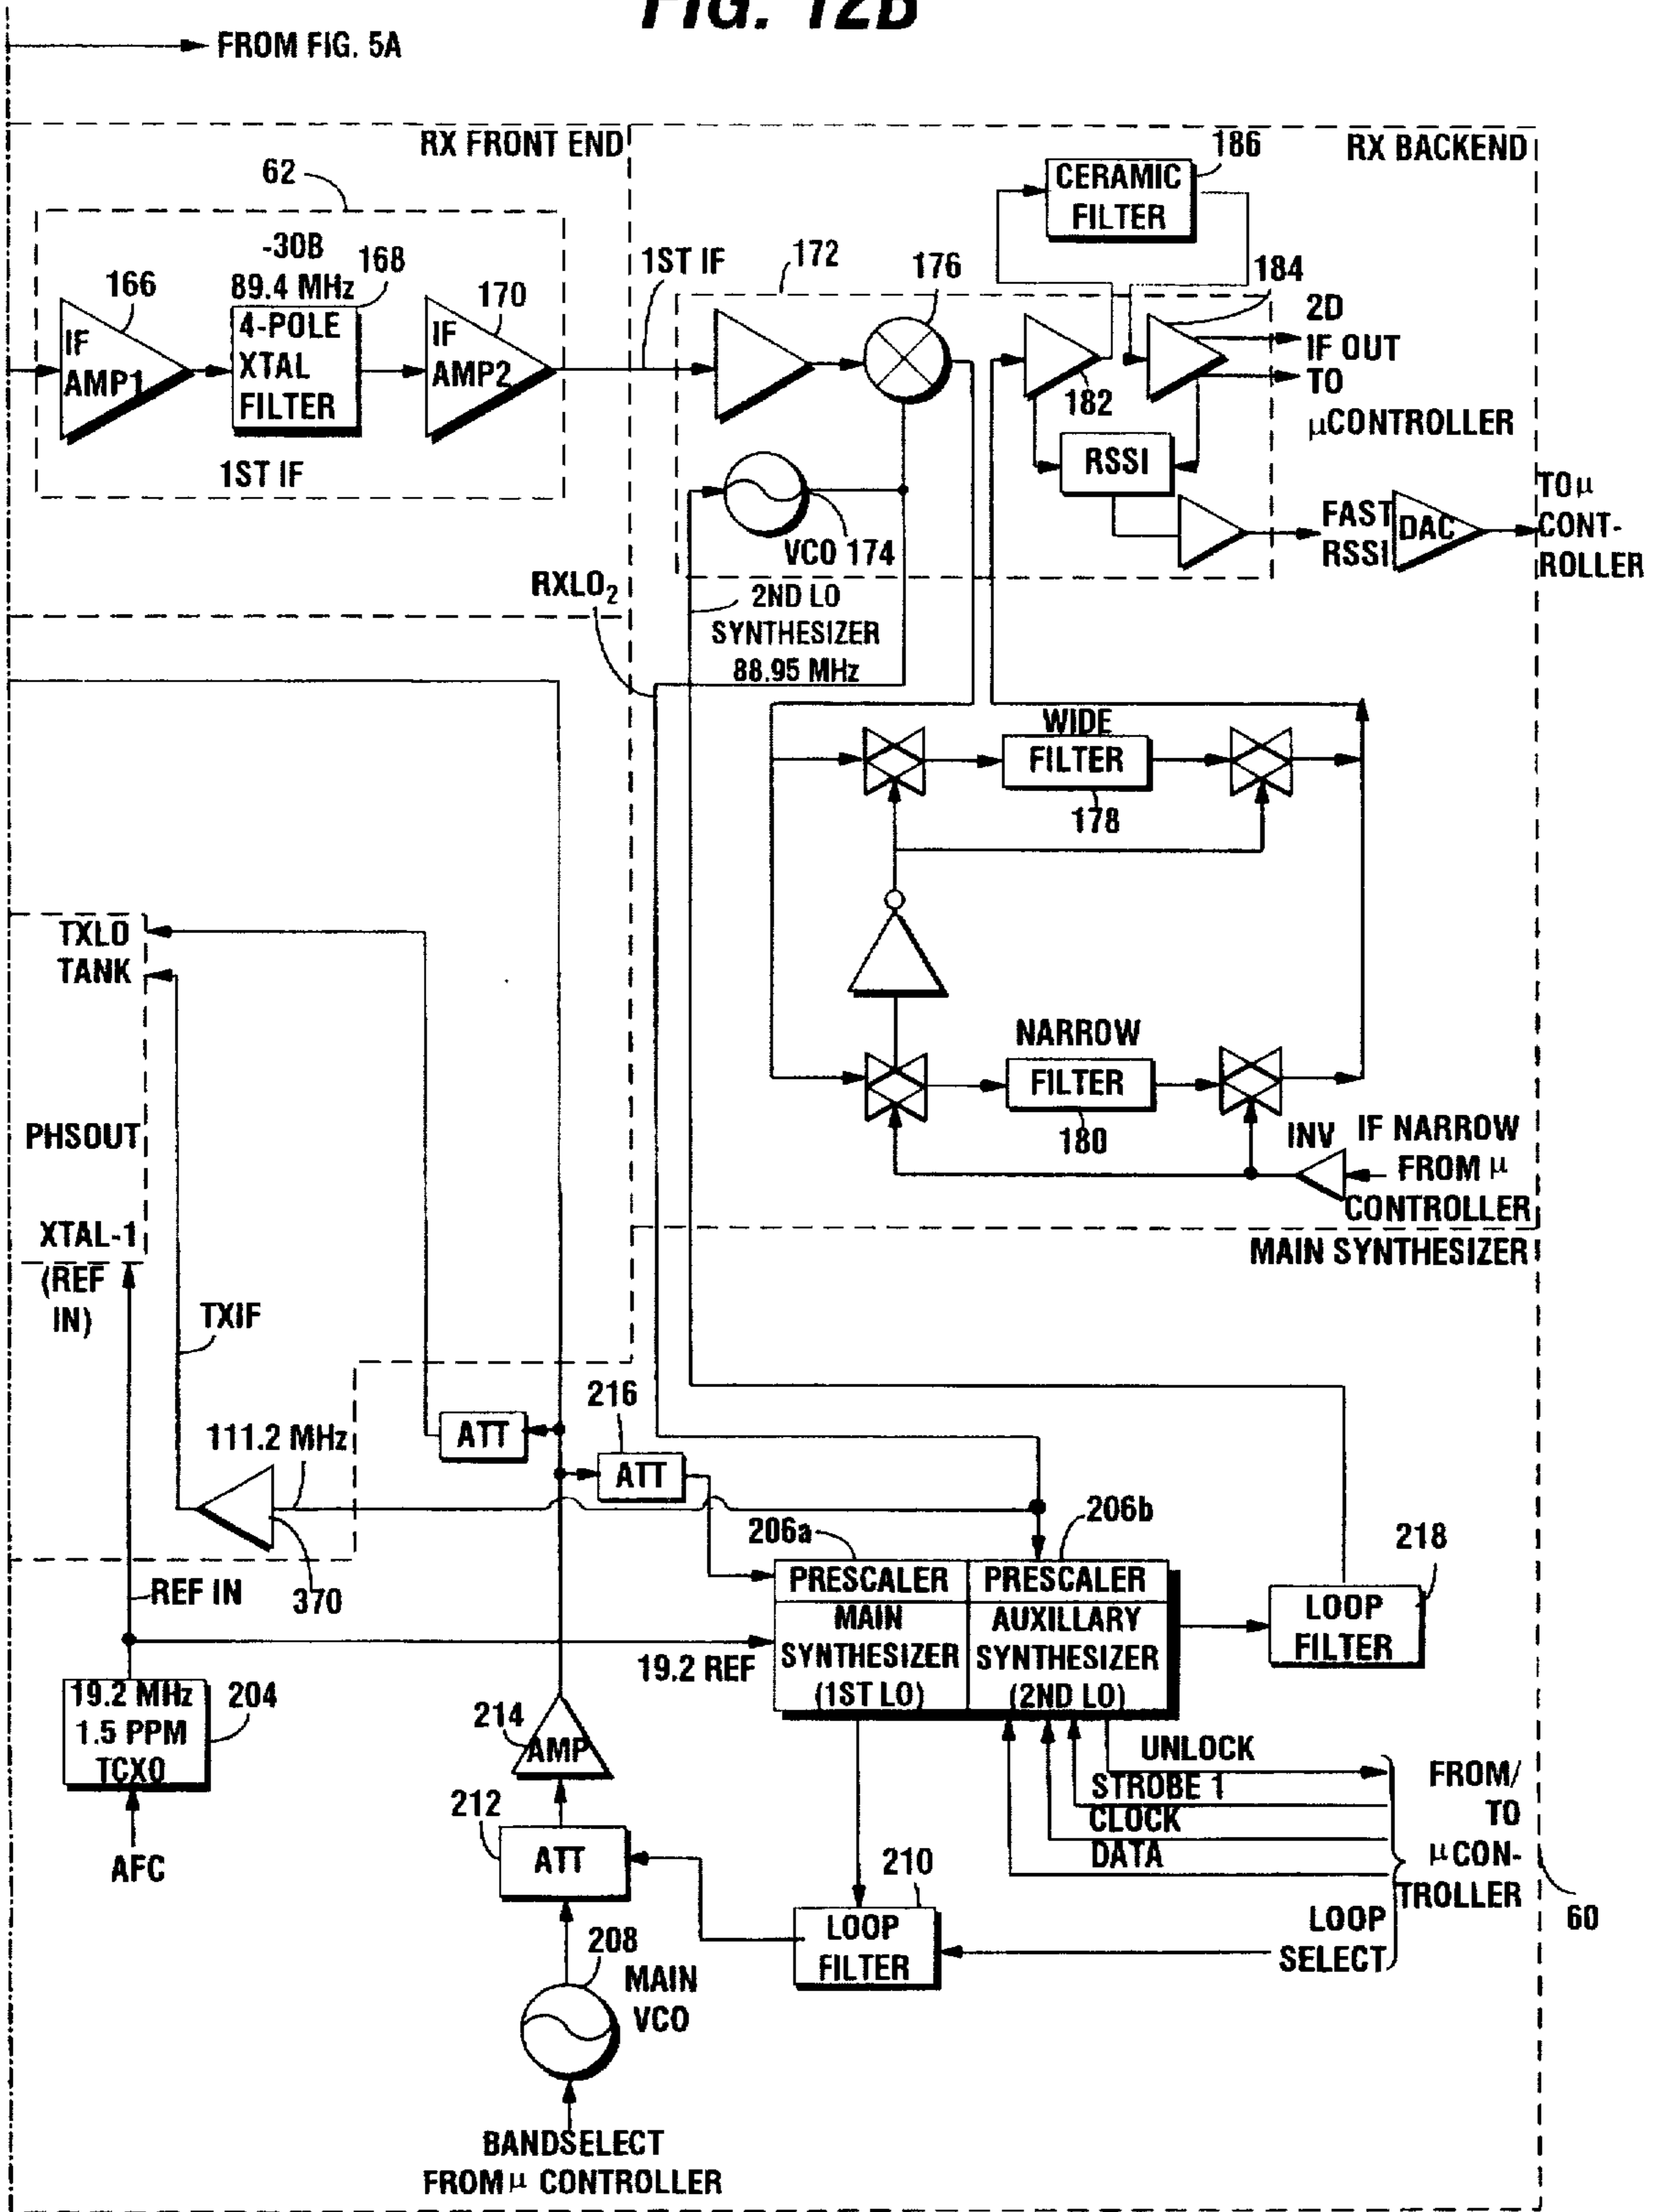 FIG. 12B
FROM FIG. 5A
RX FRONT END
RX BACKEND
62
186
CERAMIC
FILTER
-30B
89.4 MHz
168
166
170
1ST IF
172
176
184
IF
AMP1
4-POLE
XTAL
FILTER
IF
AMP2
1ST IF
2D
IF OUT
TO
μCONTROLLER
182
RSSI
VCO 174
FAST
RSSI
DAC
TO μ
CONT-
ROLLER
RXLO2
2ND LO
SYNTHESIZER
88.95 MHz
WIDE
FILTER
178
TXLO
TANK
PHSOUT
XTAL-1
(REF
IN)
NARROW
FILTER
180
INV
IF NARROW
FROM μ
CONTROLLER
MAIN SYNTHESIZER
TXIF
111.2 MHz
ATT
216
ATT
370
REF IN
206a
206b
218
PRESCALER
PRESCALER
MAIN
SYNTHESIZER
(1ST LO)
AUXILLARY
SYNTHESIZER
(2ND LO)
LOOP
FILTER
19.2 REF
19.2 MHz
1.5 PPM
TCXO
204
AFC
214
AMP
212
ATT
UNLOCK
STROBE 1
CLOCK
DATA
FROM/
TO
μCON-
TROLLER
60
210
LOOP
FILTER
LOOP
SELECT
208
MAIN
VCO
BANDSELECT
FROM μ CONTROLLER